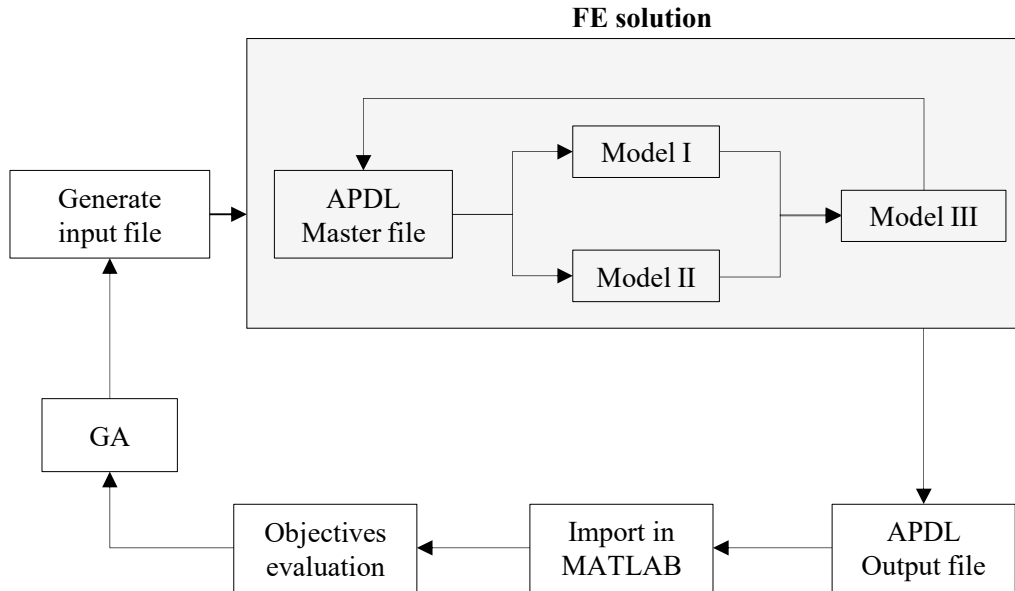 FE solution
Generate
input file
APDL
Master file
Model I
Model II
Model III
GA
Objectives
evaluation
Import in
MATLAB
APDL
Output file